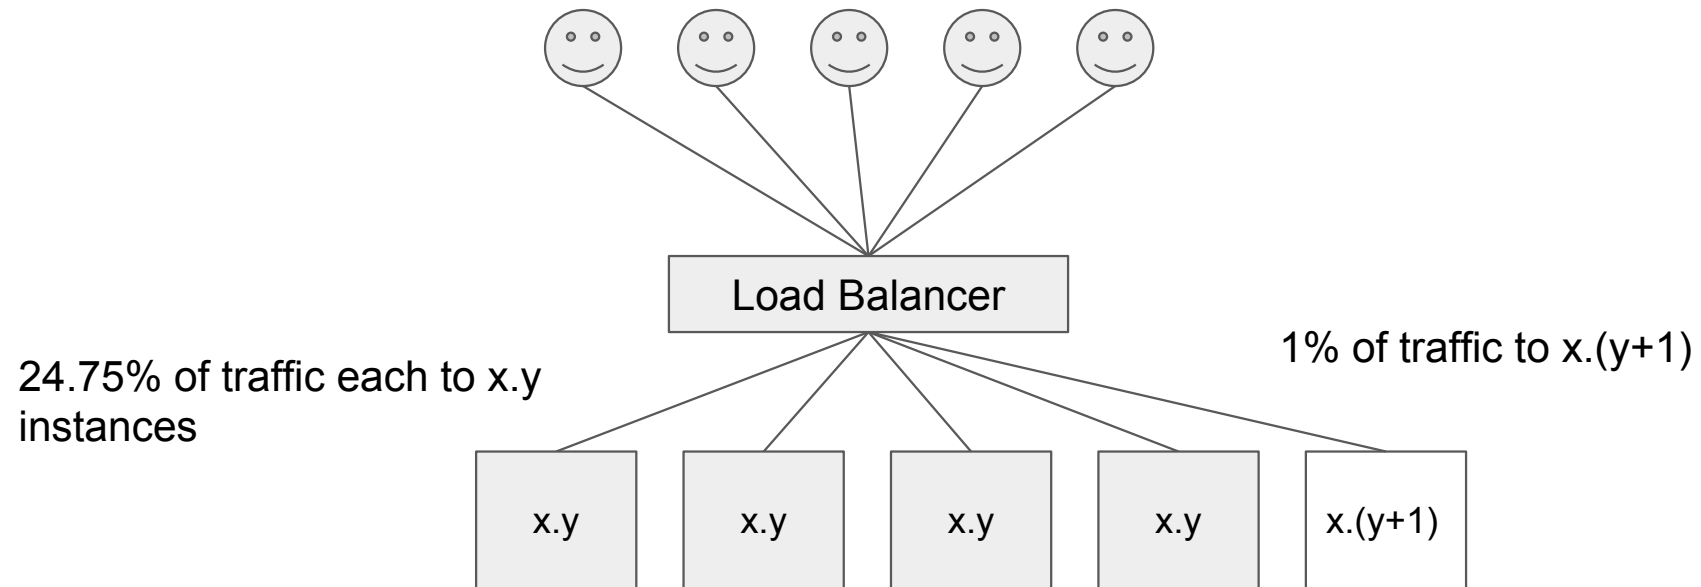 Load Balancer
1% of traffic to x.(y+1)
24.75% of traffic each to x.y
instances
x.y
x.y
x.y
x.y
x.(y+1)